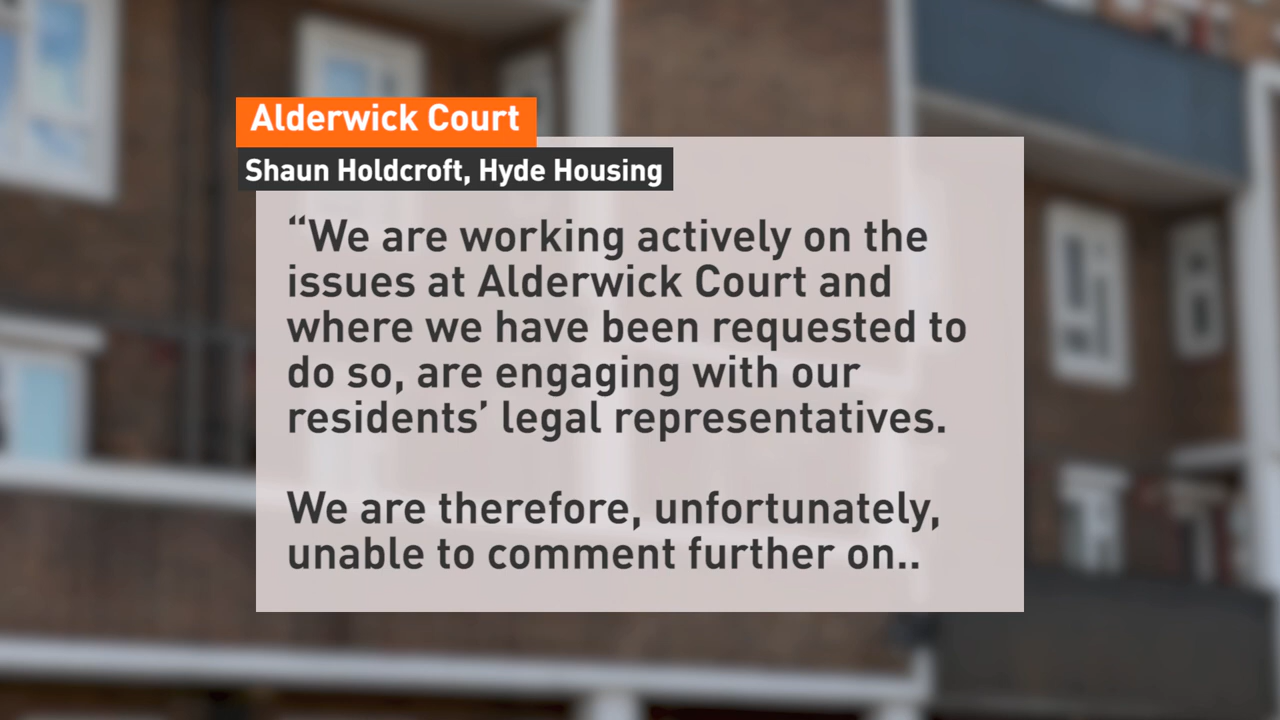 Alderwick Court
Shaun Holdcroft, Hyde Housing
“We are working actively on the
issues at Alderwick Court and
where we have been requested to
do so, are engaging with our
residents’ legal representatives.
We are therefore, unfortunately,
unable to comment further on..